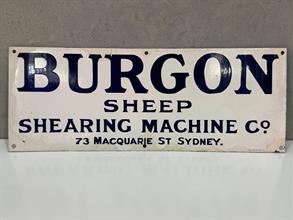 BURGON
SHEEP
SHEARING MACHINE Cº
73 MACQUARIE ST SYDNEY.